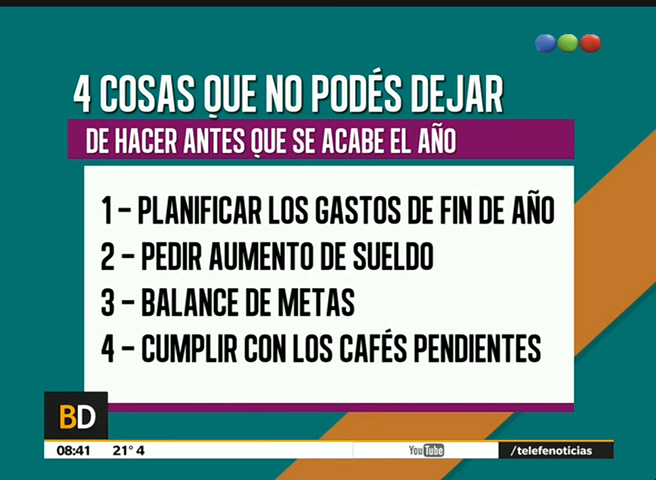 4 COSAS QUE NO PODÉS DEJAR
DE HACER ANTES QUE SE ACABE EL AÑO
1 – PLANIFICAR LOS GASTOS DE FIN DE AÑO
2 – PEDIR AUMENTO DE SUELDO
3 – BALANCE DE METAS
4 – CUMPLIR CON LOS CAFÉS PENDIENTES
BD
08:41 21° 4 YouTube /telefenoticias